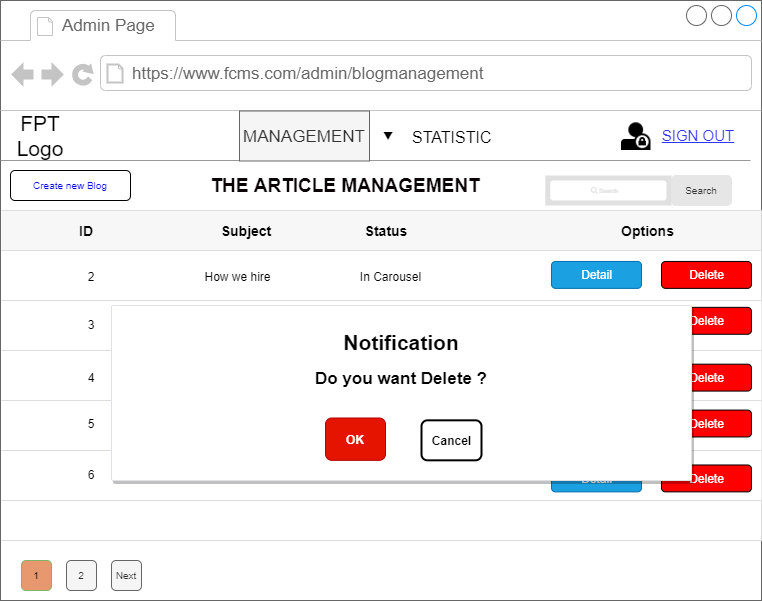 Admin Page
https://www.fcms.com/admin/blogmanagement
FPT
Logo
MANAGEMENT
STATISTIC
SIGN OUT
Create new Blog
THE ARTICLE MANAGEMENT
Search
Search
ID Subject Status Options
2 How we hire In Carousel Detail Delete
3 Delete
Notification
Do you want Delete ?
4 Delete
5 Delete
OK Cancel
6 Detail Delete
1 2 Next